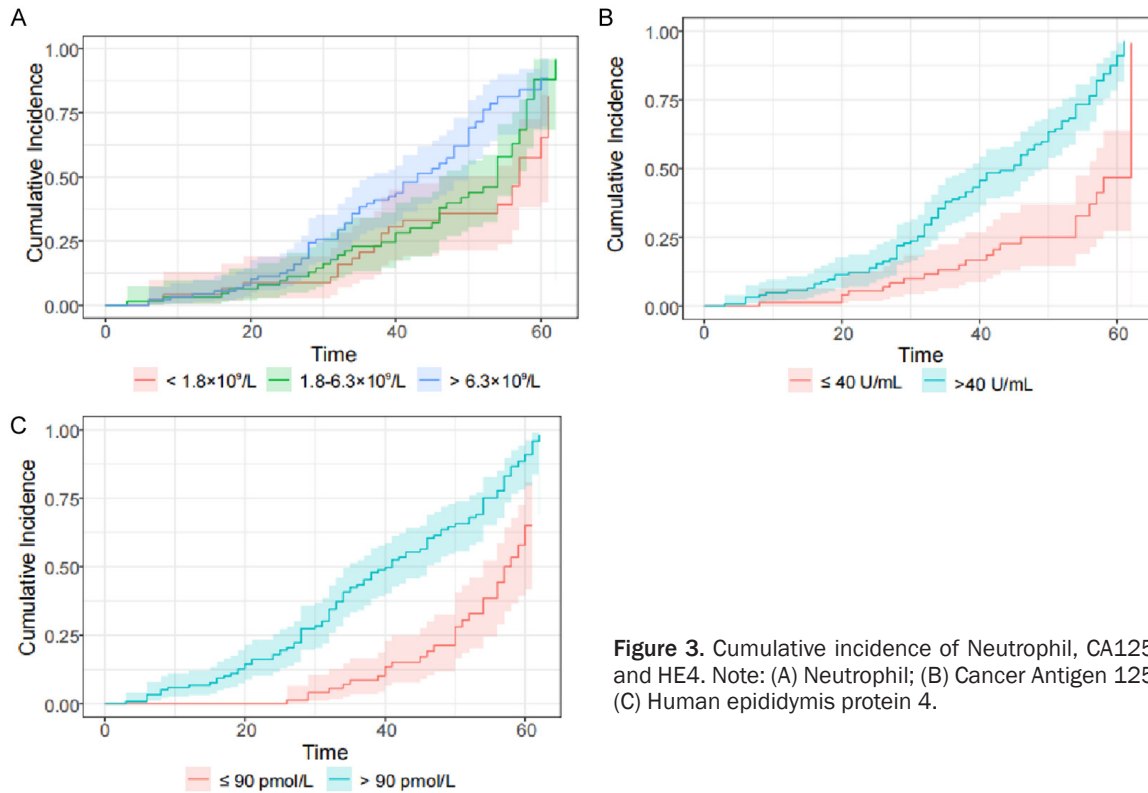 A
Cumulative Incidence
1.00
0.75
0.50
0.25
0.00
0 20 40 60
Time
< 1.8×10⁹/L 1.8-6.3×10⁹/L > 6.3×10⁹/L
B
Cumulative Incidence
1.00
0.75
0.50
0.25
0.00
0 20 40 60
Time
≤ 40 U/mL >40 U/mL
C
Cumulative Incidence
1.00
0.75
0.50
0.25
0.00
0 20 40 60
Time
≤ 90 pmol/L > 90 pmol/L
Figure 3. Cumulative incidence of Neutrophil, CA125
and HE4. Note: (A) Neutrophil; (B) Cancer Antigen 125
(C) Human epididymis protein 4.